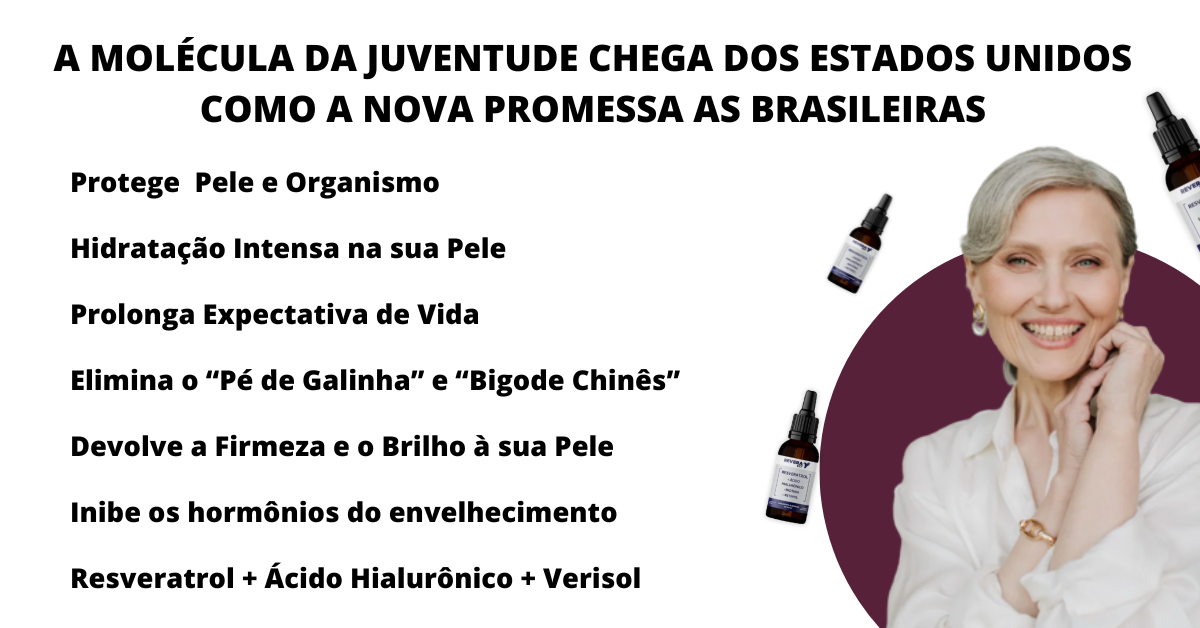 A MOLÉCULA DA JUVENTUDE CHEGA DOS ESTADOS UNIDOS
COMO A NOVA PROMESSA AS BRASILEIRAS
Protege Pele e Organismo
Hidratação Intensa na sua Pele
Prolonga Expectativa de Vida
Elimina o “Pé de Galinha” e “Bigode Chinês”
Devolve a Firmeza e o Brilho à sua Pele
Inibe os hormônios do envelhecimento
Resveratrol + Ácido Hialurônico + Verisol
RESVERATROL